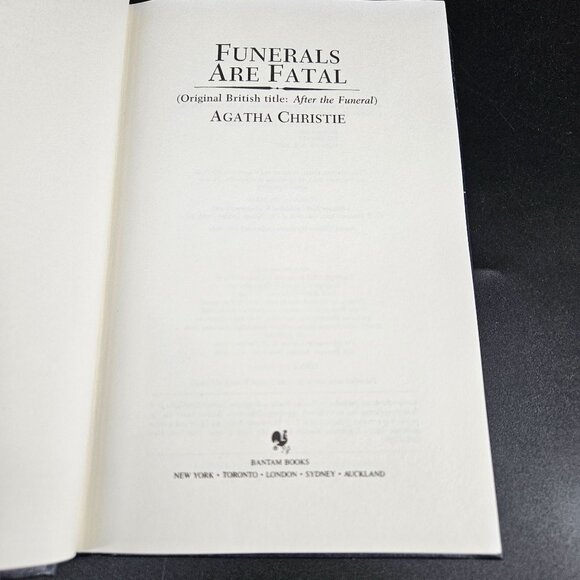 FUNERALS
ARE FATAL
(Original British title: After the Funeral)
AGATHA CHRISTIE
BANTAM BOOKS
NEW YORK • TORONTO • LONDON • SYDNEY • AUCKLAND